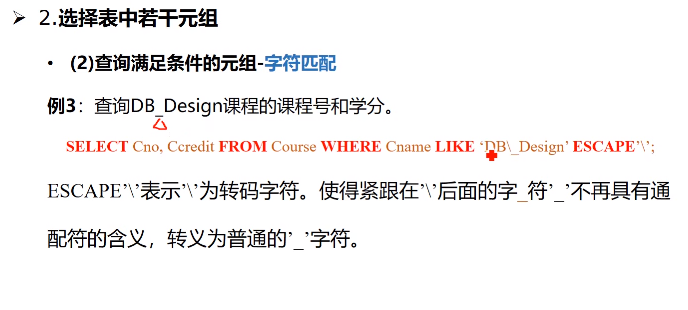 ➢ 2.选择表中若干元组
• (2)查询满足条件的元组-字符匹配
例3：查询DB_Design课程的课程号和学分。
SELECT Cno, Ccredit FROM Course WHERE Cname LIKE ‘DB\_Design’ ESCAPE’\’;
ESCAPE’\’表示’\’为转码字符。使得紧跟在’\’后面的字_符’_’不再具有通
配符的含义，转义为普通的’_’字符。